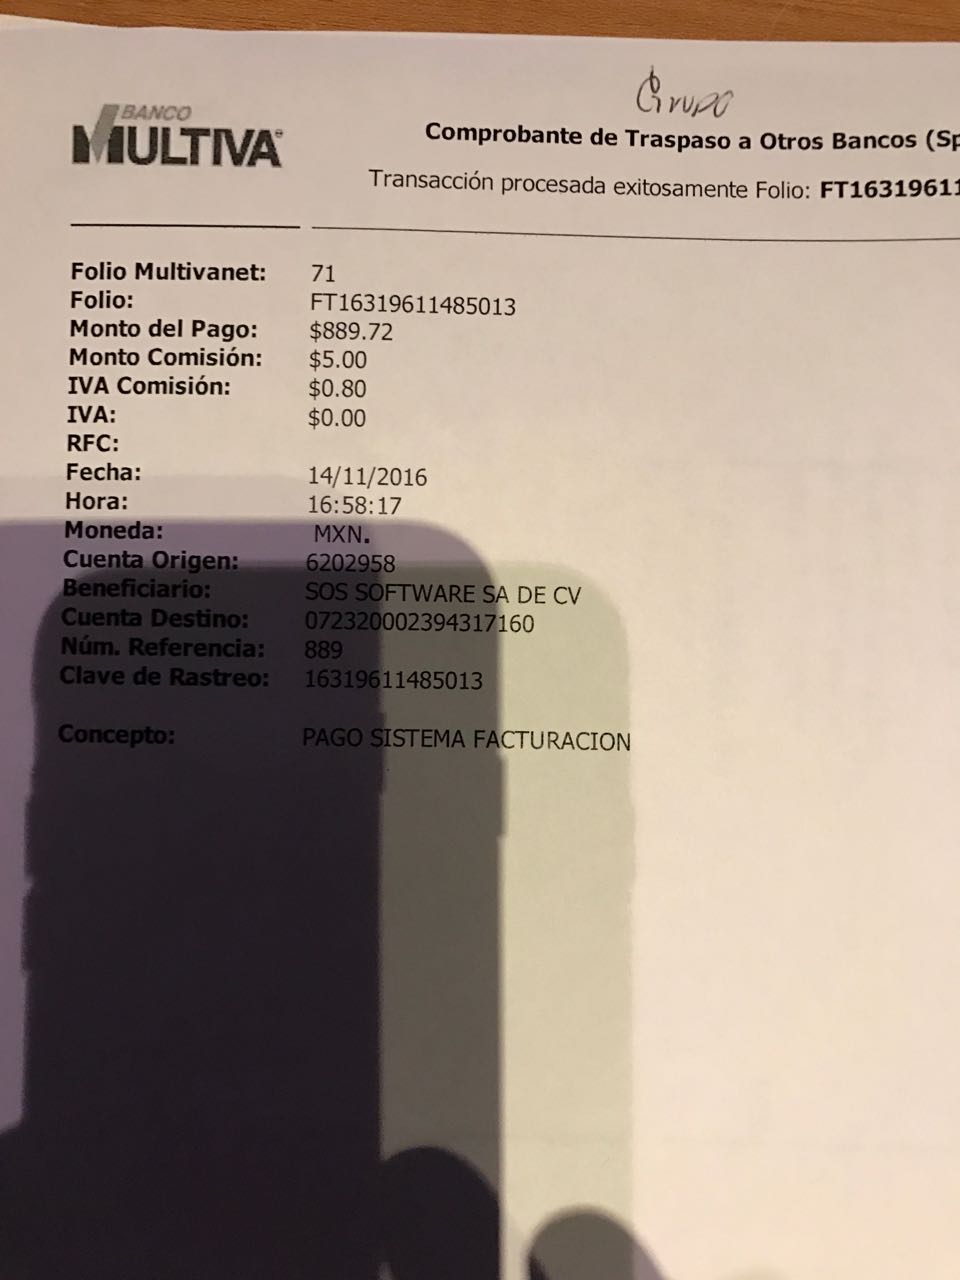 Grupo
BANCO
MULTIVA®
Comprobante de Traspaso a Otros Bancos (Sp
Transacción procesada exitosamente Folio: FT16319611
Folio Multivanet: 71
Folio: FT16319611485013
Monto del Pago: $889.72
Monto Comisión: $5.00
IVA Comisión: $0.80
IVA: $0.00
RFC:
Fecha: 14/11/2016
Hora: 16:58:17
Moneda: MXN.
Cuenta Origen: 6202958
Beneficiario: SOS SOFTWARE SA DE CV
Cuenta Destino: 072320002394317160
Núm. Referencia: 889
Clave de Rastreo: 16319611485013
Concepto: PAGO SISTEMA FACTURACION